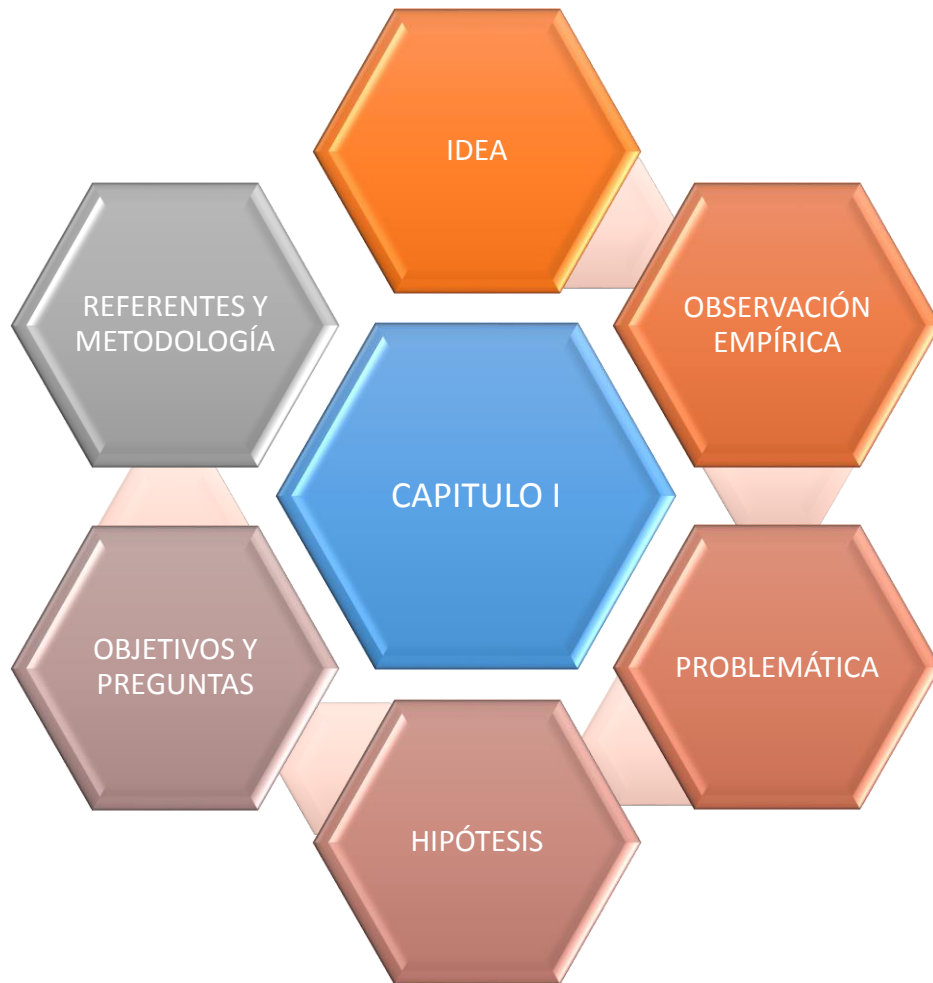 IDEA
OBSERVACIÓN
EMPÍRICA
PROBLEMÁTICA
HIPÓTESIS
OBJETIVOS Y
PREGUNTAS
REFERENTES Y
METODOLOGÍA
CAPITULO I